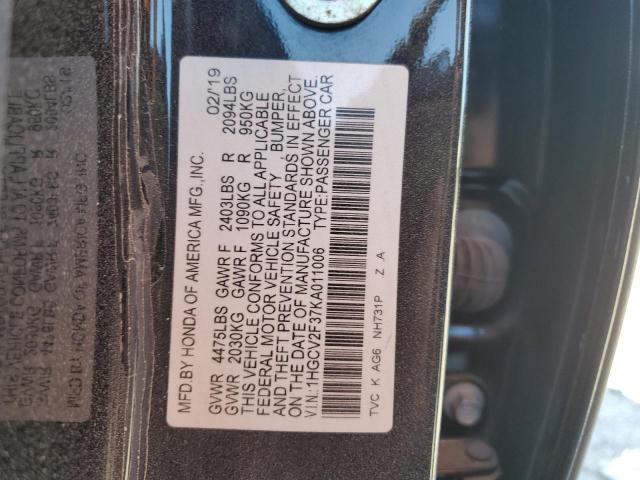 MFD.BY HONDA OF AMERICA MFG.,INC. 02/'19
GVWR 4475LBS GAWR F 2403LBS R 2094LBS
GVWR 2030KG GAWR F 1090KG R 950KG
THIS VEHICLE CONFORMS TO ALL APPLICABLE
FEDERAL MOTOR VEHICLE SAFETY, BUMPER,
AND THEFT PREVENTION STANDARDS IN EFFECT
ON THE DATE OF MANUFACTURE SHOWN ABOVE.
V.I.N.:1HGCV2F37KA011006 TYPE:PASSENGER CAR
TVC K AG6 NH731P Z A